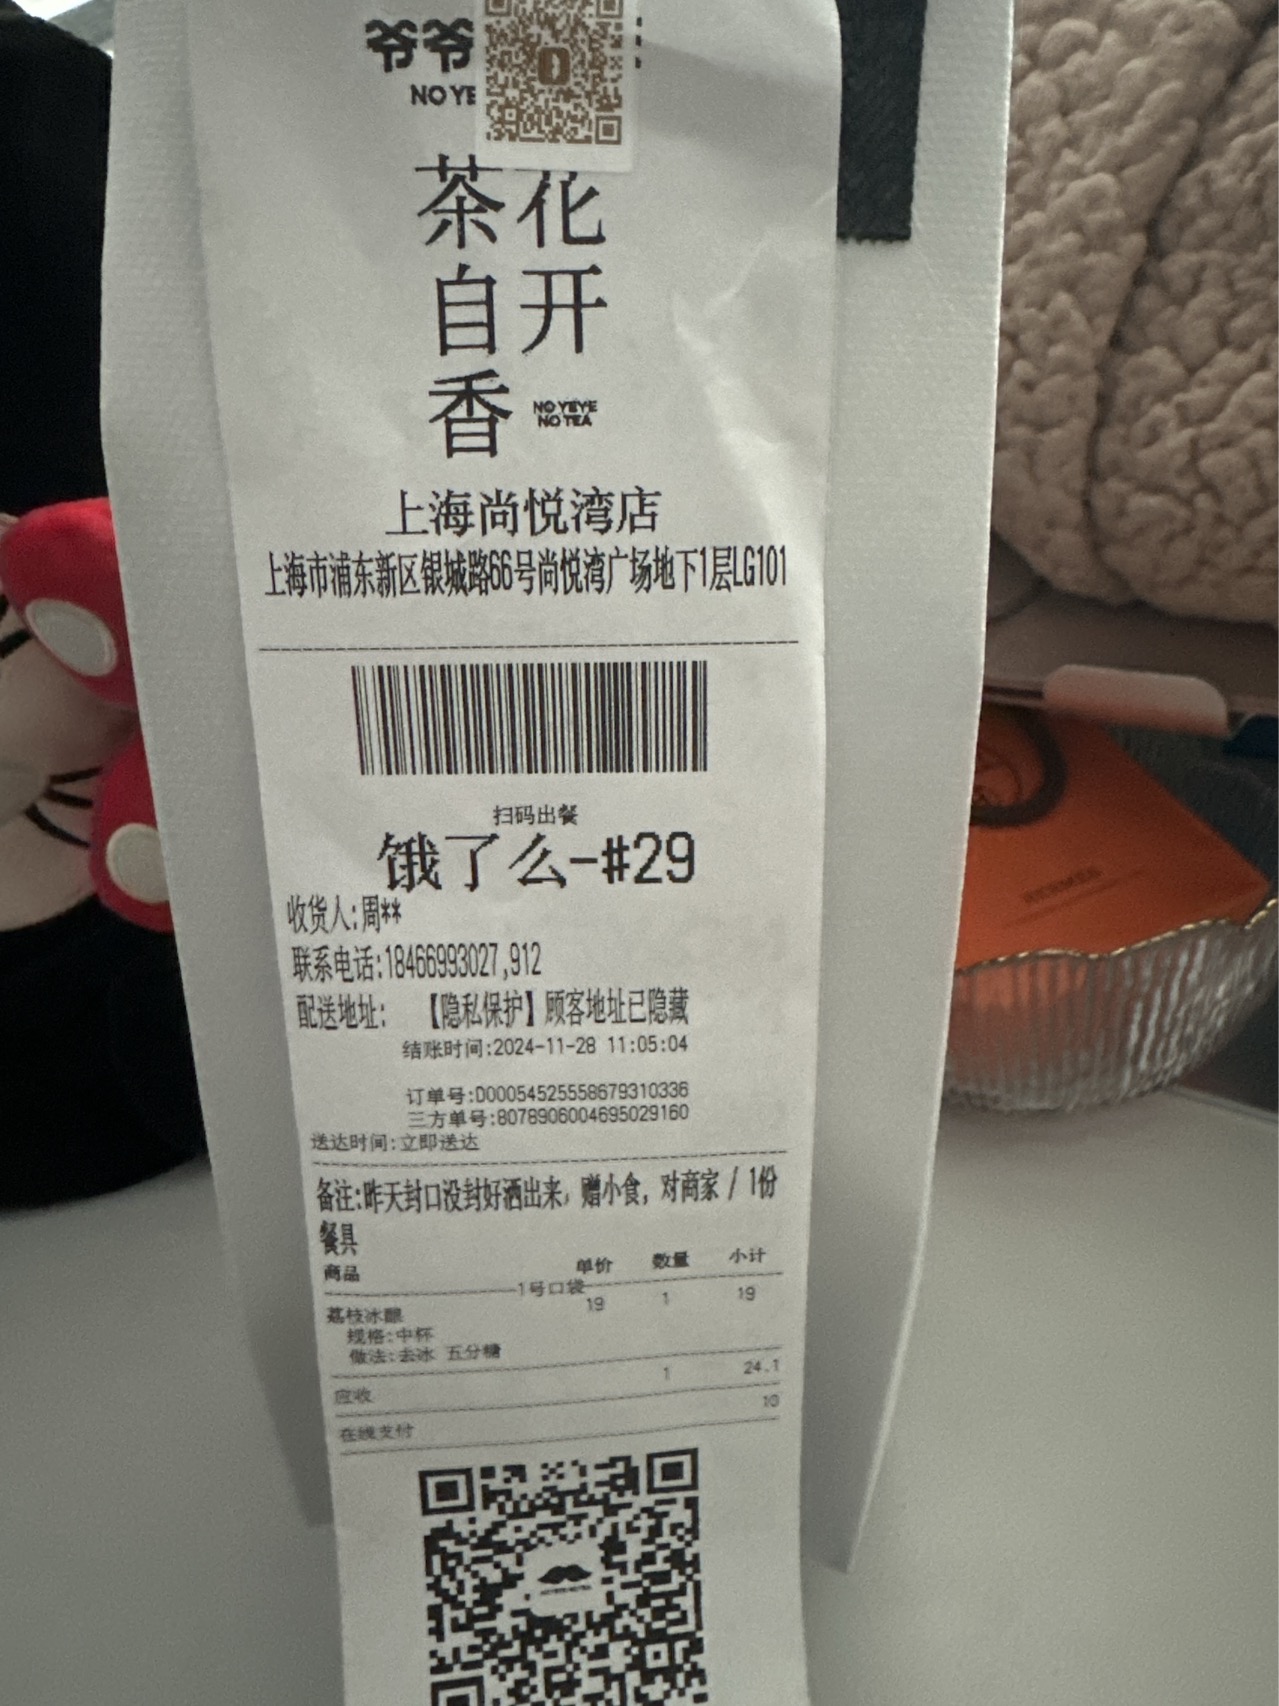 爷爷
NO YE
茶花
自开
香
NO YEYE
NO TEA
上海尚悦湾店
上海市浦东新区银城路66号尚悦湾广场地下1层LG101
扫码出餐
饿了么-#29
收货人:周**
联系电话:18466993027,912
配送地址: 【隐私保护】顾客地址已隐藏
结账时间:2024-11-28 11:05:04
订单号:D000545255586793 10336
三方单号:8078906004695029160
送达时间:立即送达
备注:昨天封口没封好洒出来，赠小食，对商家 / 1份
餐具
商品 单价 数量 小计
1号口袋
荔枝冰酿 19 1 19
规格:中杯
做法:去冰 五分糖
应收 1 24.1
在线支付 10
HERMES